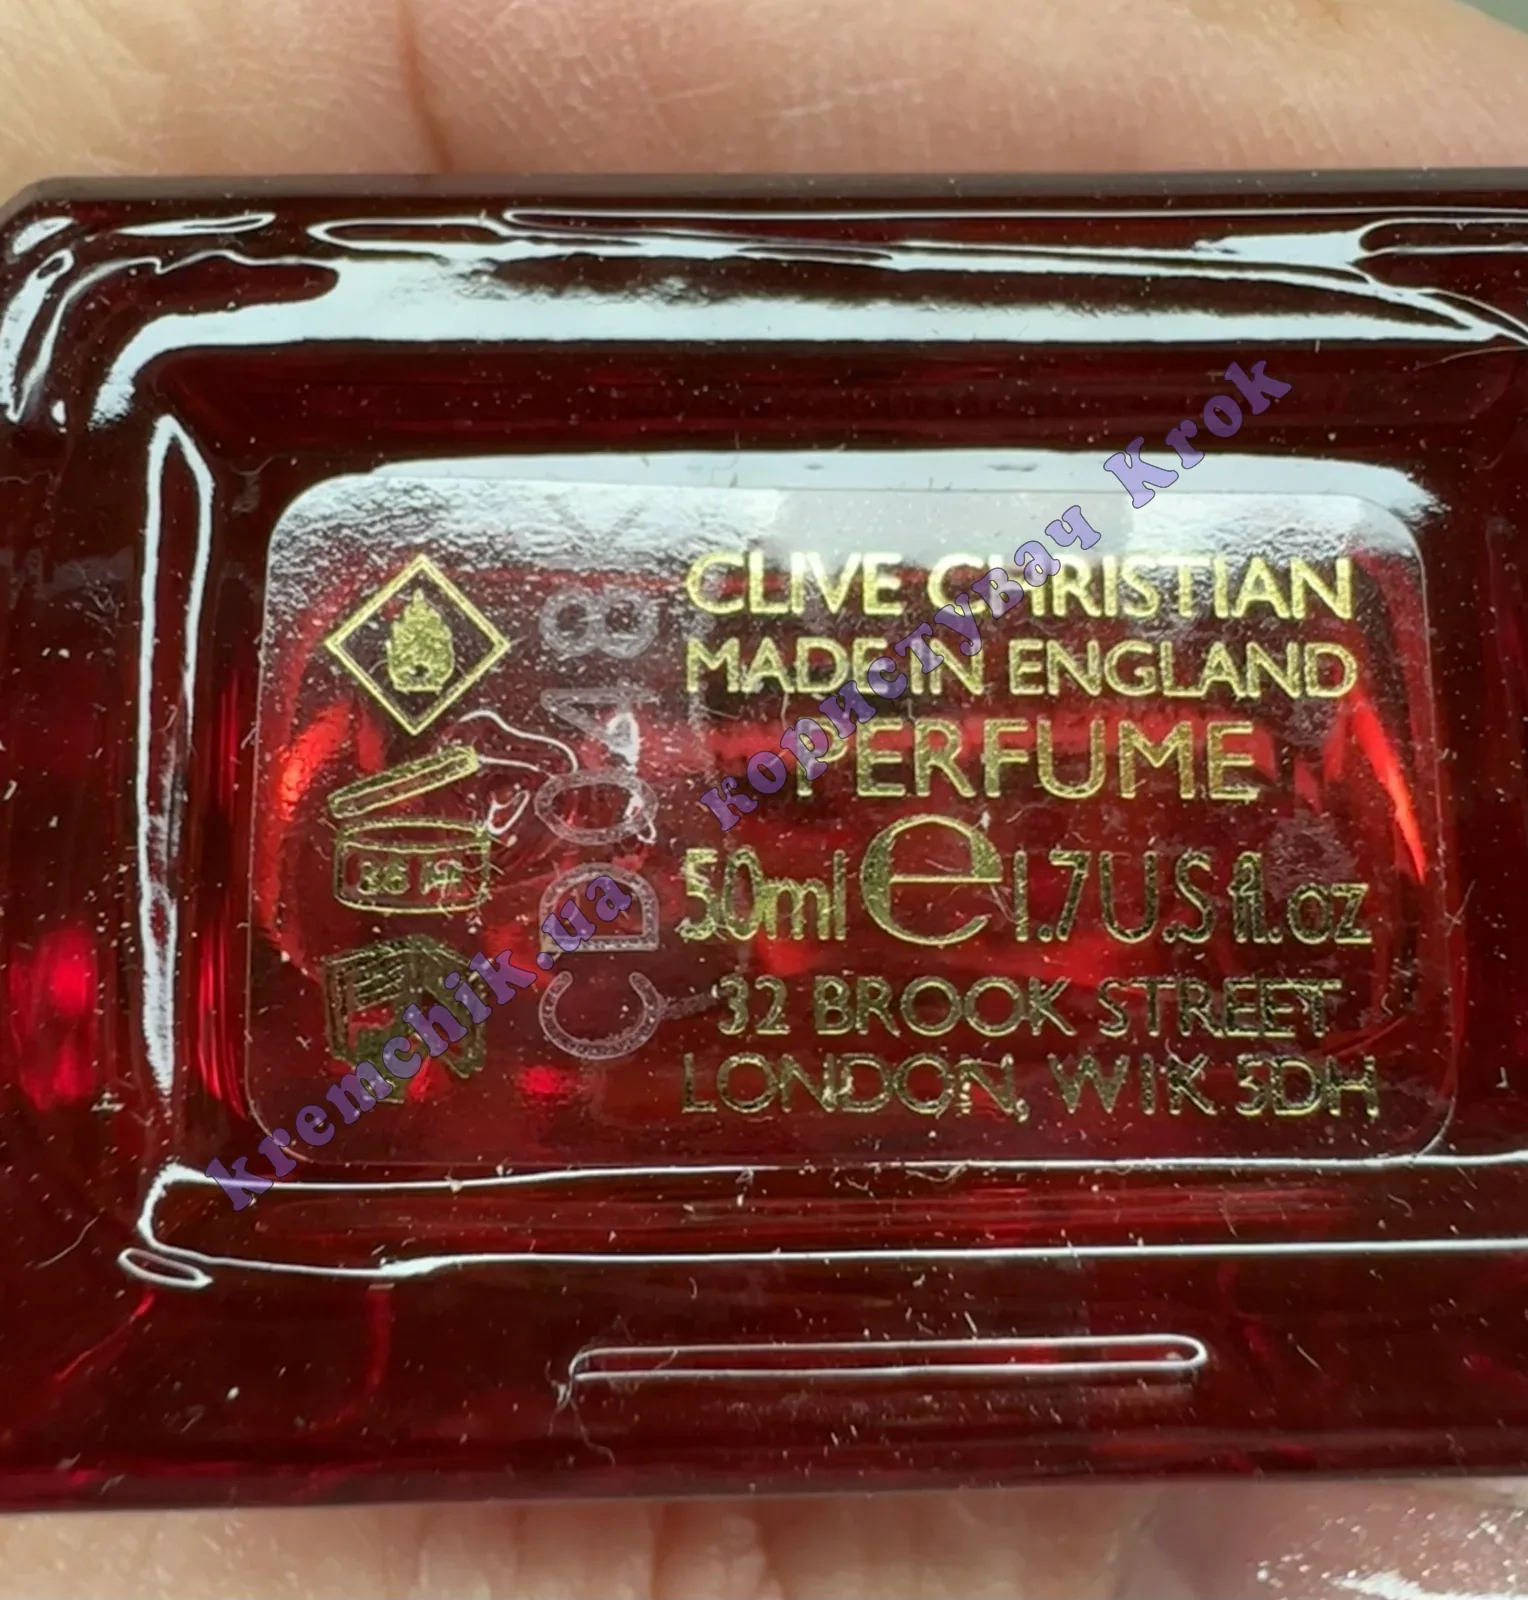 CLIVE CHRISTIAN
MADE IN ENGLAND
PERFUME
50ml e 1.7 U.S fl.oz
32 BROOK STREET
LONDON, W1K 5DH
36 M
CD048
kremchik.ua користувач Krok